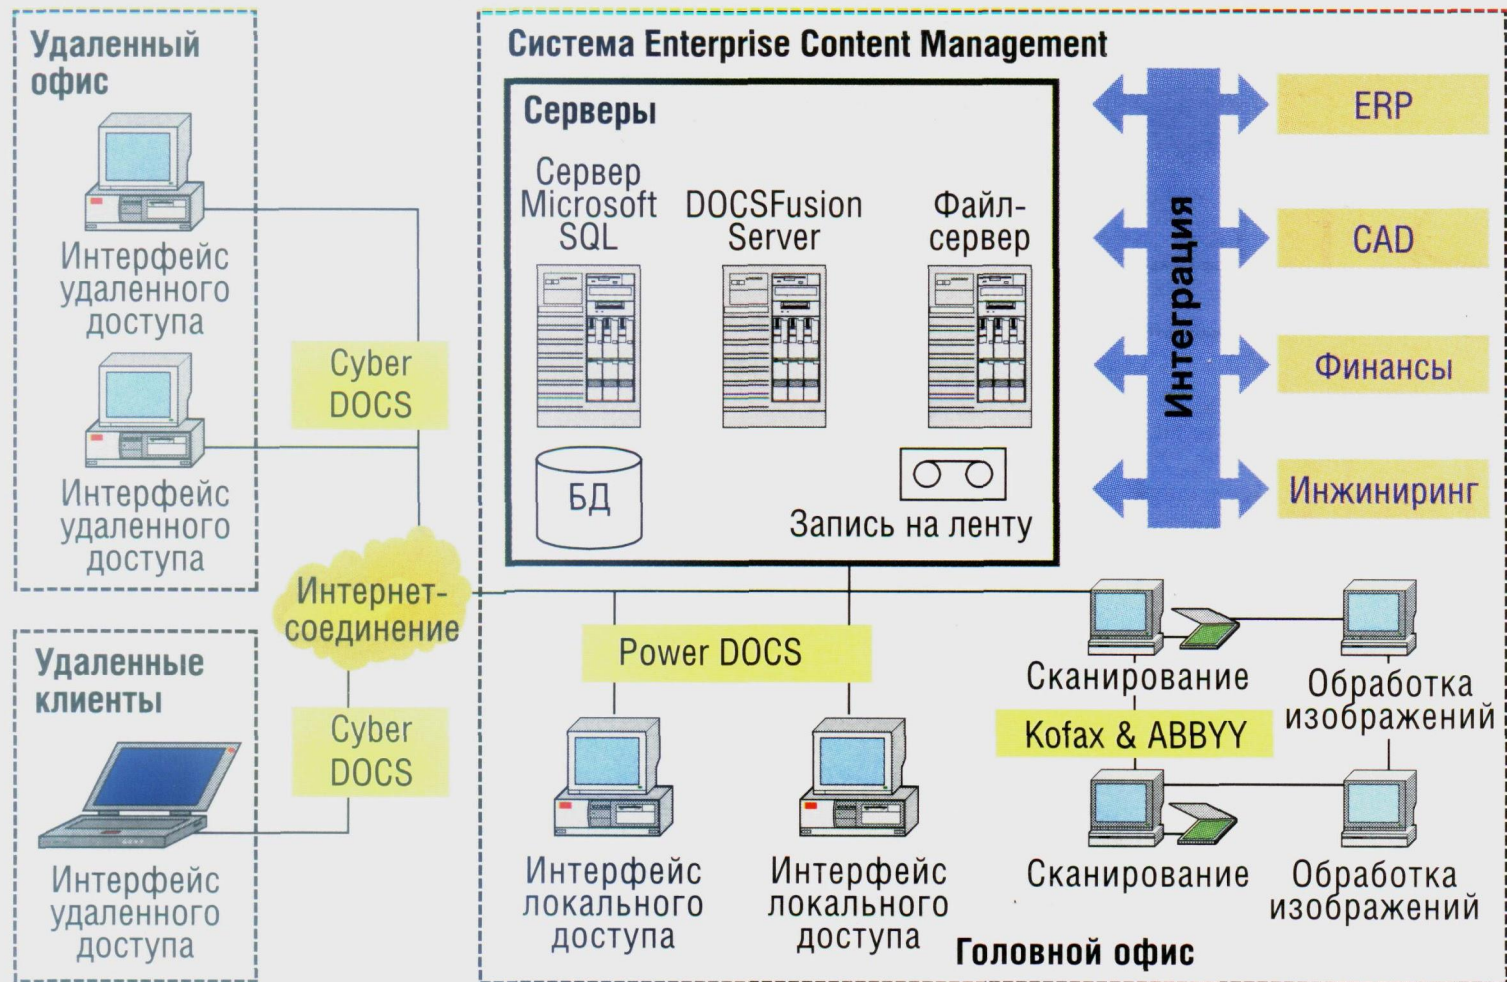 Удаленный
офис
Интерфейс
удаленного
доступа
Интерфейс
удаленного
доступа
Cyber
DOCS
Интернет-
соединение
Удаленные
клиенты
Cyber
DOCS
Интерфейс
удаленного
доступа
Система Enterprise Content Management
Серверы
Сервер
Microsoft
SQL
DOCSFusion
Server
Файл-
сервер
БД
Запись на ленту
Интеграция
ERP
CAD
Финансы
Инжиниринг
Power DOCS
Интерфейс
локального
доступа
Интерфейс
локального
доступа
Сканирование
Обработка
изображений
Kofax & ABBYY
Сканирование
Обработка
изображений
Головной офис